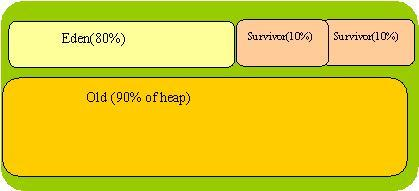 Eden(80%)
Survivor(10%)
Survivor(10%)
Old (90% of heap)